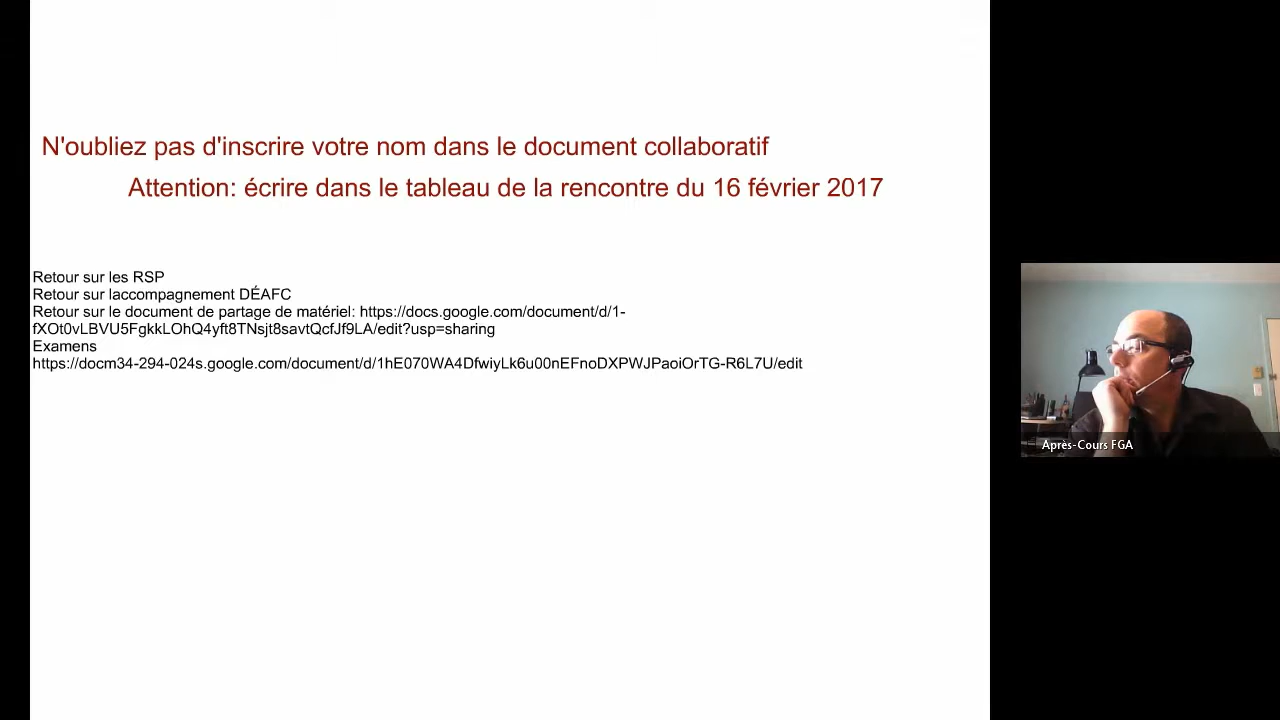 N'oubliez pas d'inscrire votre nom dans le document collaboratif
Attention: écrire dans le tableau de la rencontre du 16 février 2017
Retour sur les RSP
Retour sur laccompagnement DÉAFC
Retour sur le document de partage de matériel: https://docs.google.com/document/d/1-
fXOt0vLBVU5FgkkLOhQ4yft8TNsjt8savtQcfJf9LA/edit?usp=sharing
Examens
https://docm34-294-024s.google.com/document/d/1hE070WA4DfwiyLk6u00nEFnoDXPWJPaoiOrTG-R6L7U/edit
Après-Cours FGA